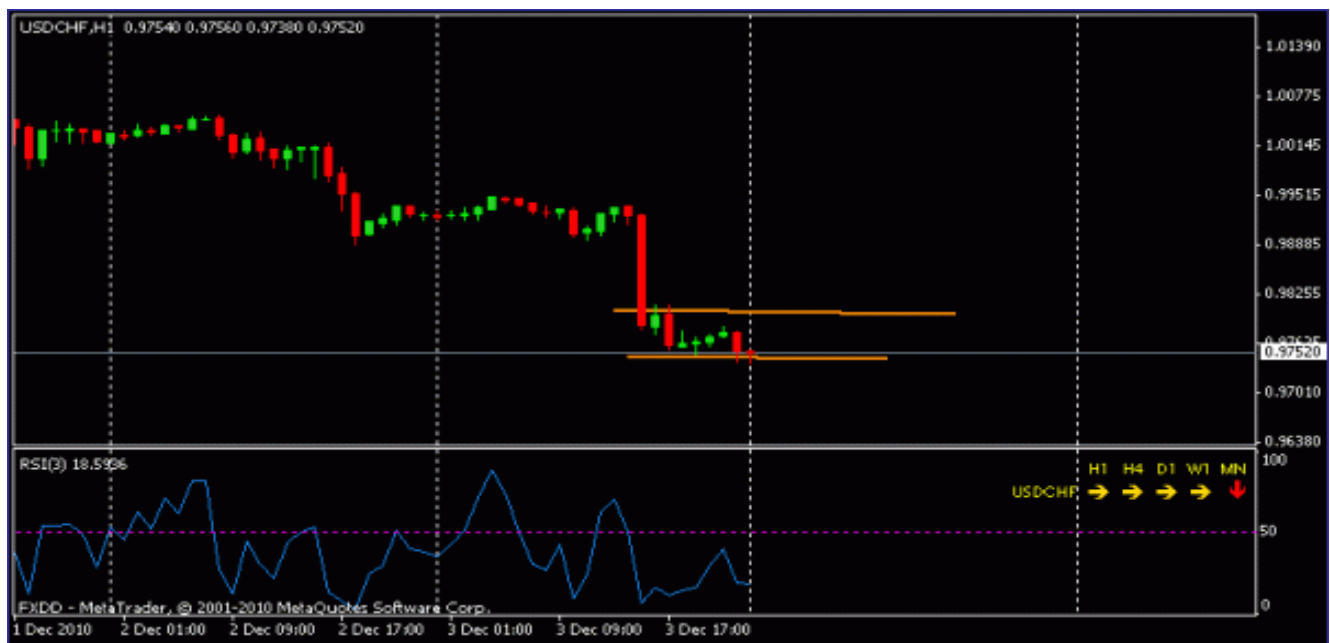 USDCHF,H1 0.97540 0.97560 0.97380 0.97520
1.01390
1.00775
1.00145
0.99515
0.98885
0.98255
0.97625
0.97520
0.97010
0.96380
RSI(3) 18.5936
100
H1 H4 D1 W1 MN
USDCHF
50
0
FXDD - MetaTrader, © 2001-2010 MetaQuotes Software Corp.
1 Dec 2010 2 Dec 01:00 2 Dec 09:00 2 Dec 17:00 3 Dec 01:00 3 Dec 09:00 3 Dec 17:00